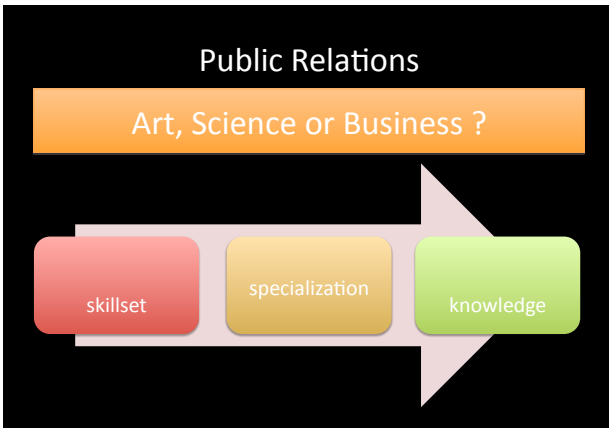 Public Relations
Art, Science or Business ?
skillset
specialization
knowledge